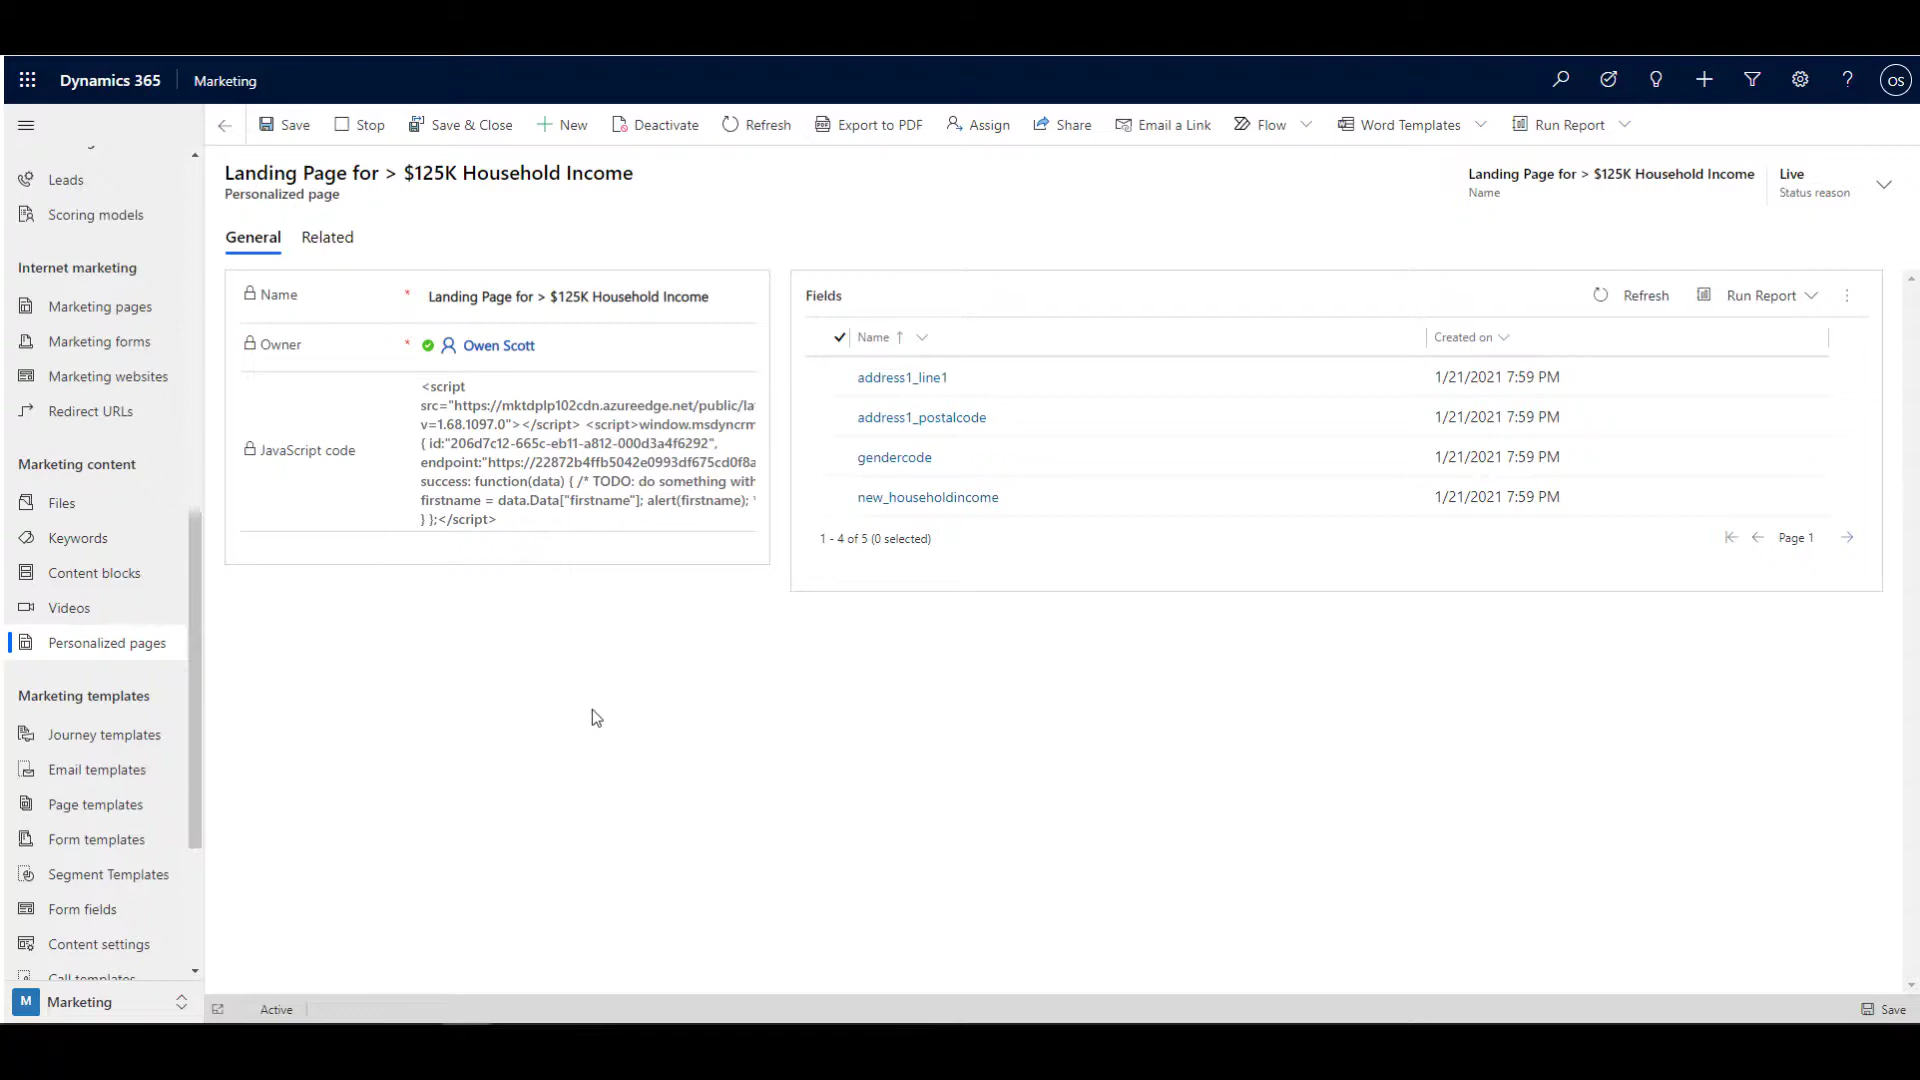 Dynamics 365 Marketing OS
Save Stop Save & Close New Deactivate Refresh Export to PDF Assign Share Email a Link Flow Word Templates Run Report
Landing Page for > $125K Household Income
Personalized page
Landing Page for > $125K Household Income
Name
Live
Status reason
General Related
Leads
Scoring models
Internet marketing
Marketing pages
Marketing forms
Marketing websites
Redirect URLs
Marketing content
Files
Keywords
Content blocks
Videos
Personalized pages
Marketing templates
Journey templates
Email templates
Page templates
Form templates
Segment Templates
Form fields
Content settings
Call templates
M Marketing
Name * Landing Page for > $125K Household Income
Owner * Owen Scott
JavaScript code
<script
src="https://mktdplp102cdn.azureedge.net/public/la
v=1.68.1097.0"></script> <script>window.msdyncrm
{ id:"206d7c12-665c-eb11-a812-000d3a4f6292",
endpoint:"https://22872b4ffb5042e0993df675cd0f8a
success: function(data) { /* TODO: do something with
firstname = data.Data["firstname"]; alert(firstname); *
} };</script>
Fields Refresh Run Report
Name Created on
address1_line1 1/21/2021 7:59 PM
address1_postalcode 1/21/2021 7:59 PM
gendercode 1/21/2021 7:59 PM
new_householdincome 1/21/2021 7:59 PM
1 - 4 of 5 (0 selected) Page 1
Active Save